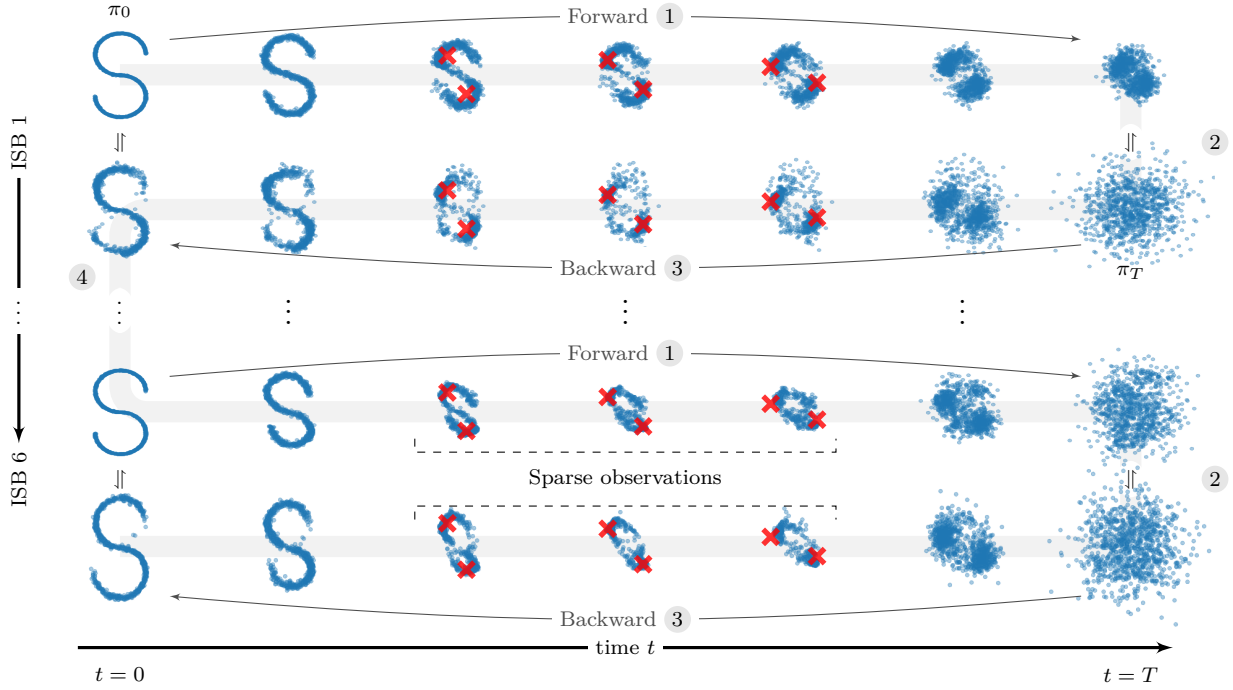 π₀
Forward 1
ISB 1
⇌
⇌
2
Backward 3
π_T
4
...
⋮
⋮
⋮
⋮
Forward 1
Sparse observations
ISB 6
⇌
⇌
2
Backward 3
time t
t = 0
t = T